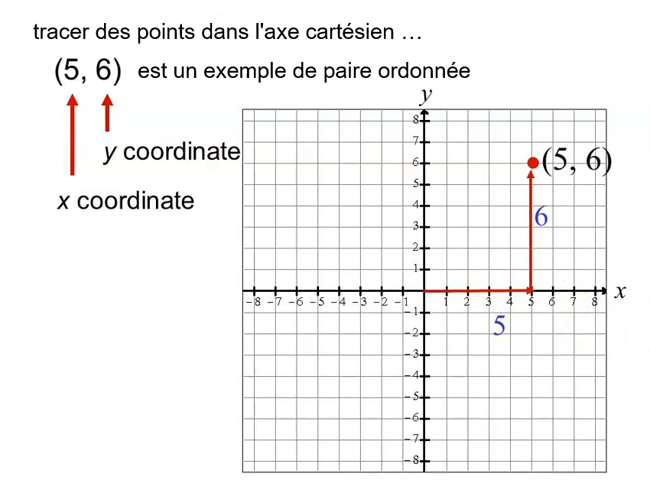 tracer des points dans l'axe cartésien …
(5, 6) est un exemple de paire ordonnée
y coordinate
x coordinate
y
8
7
6
5
4
3
2
1
(5, 6)
6
x
-8 -7 -6 -5 -4 -3 -2 -1 1 2 3 4 5 6 7 8
5
-1
-2
-3
-4
-5
-6
-7
-8